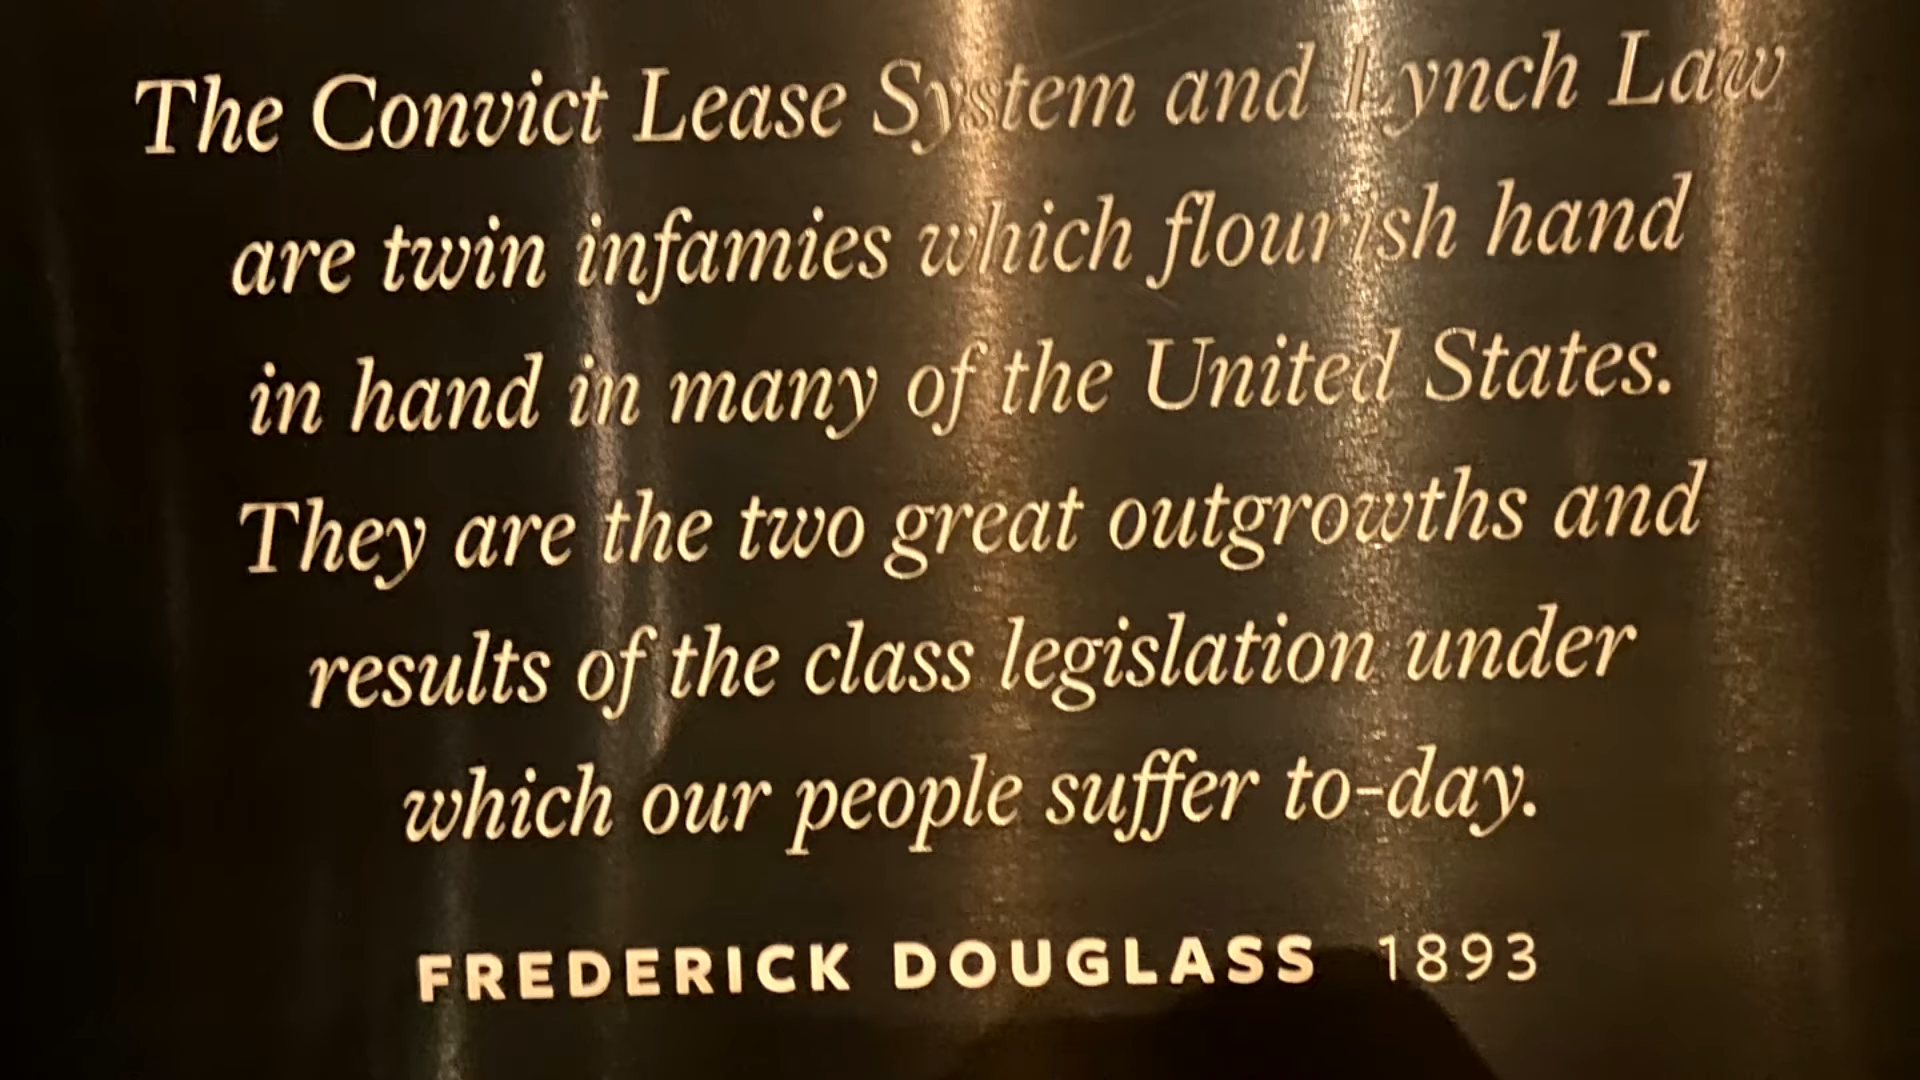 The Convict Lease System and Lynch Law
are twin infamies which flourish hand
in hand in many of the United States.
They are the two great outgrowths and
results of the class legislation under
which our people suffer to-day.
FREDERICK DOUGLASS 1893